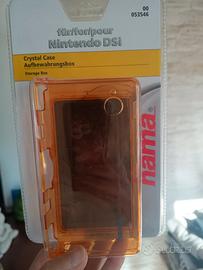 für/for/pour
Nintendo DSi
00
053546
Crystal Case
Aufbewahrungsbox
Storage Box
hama